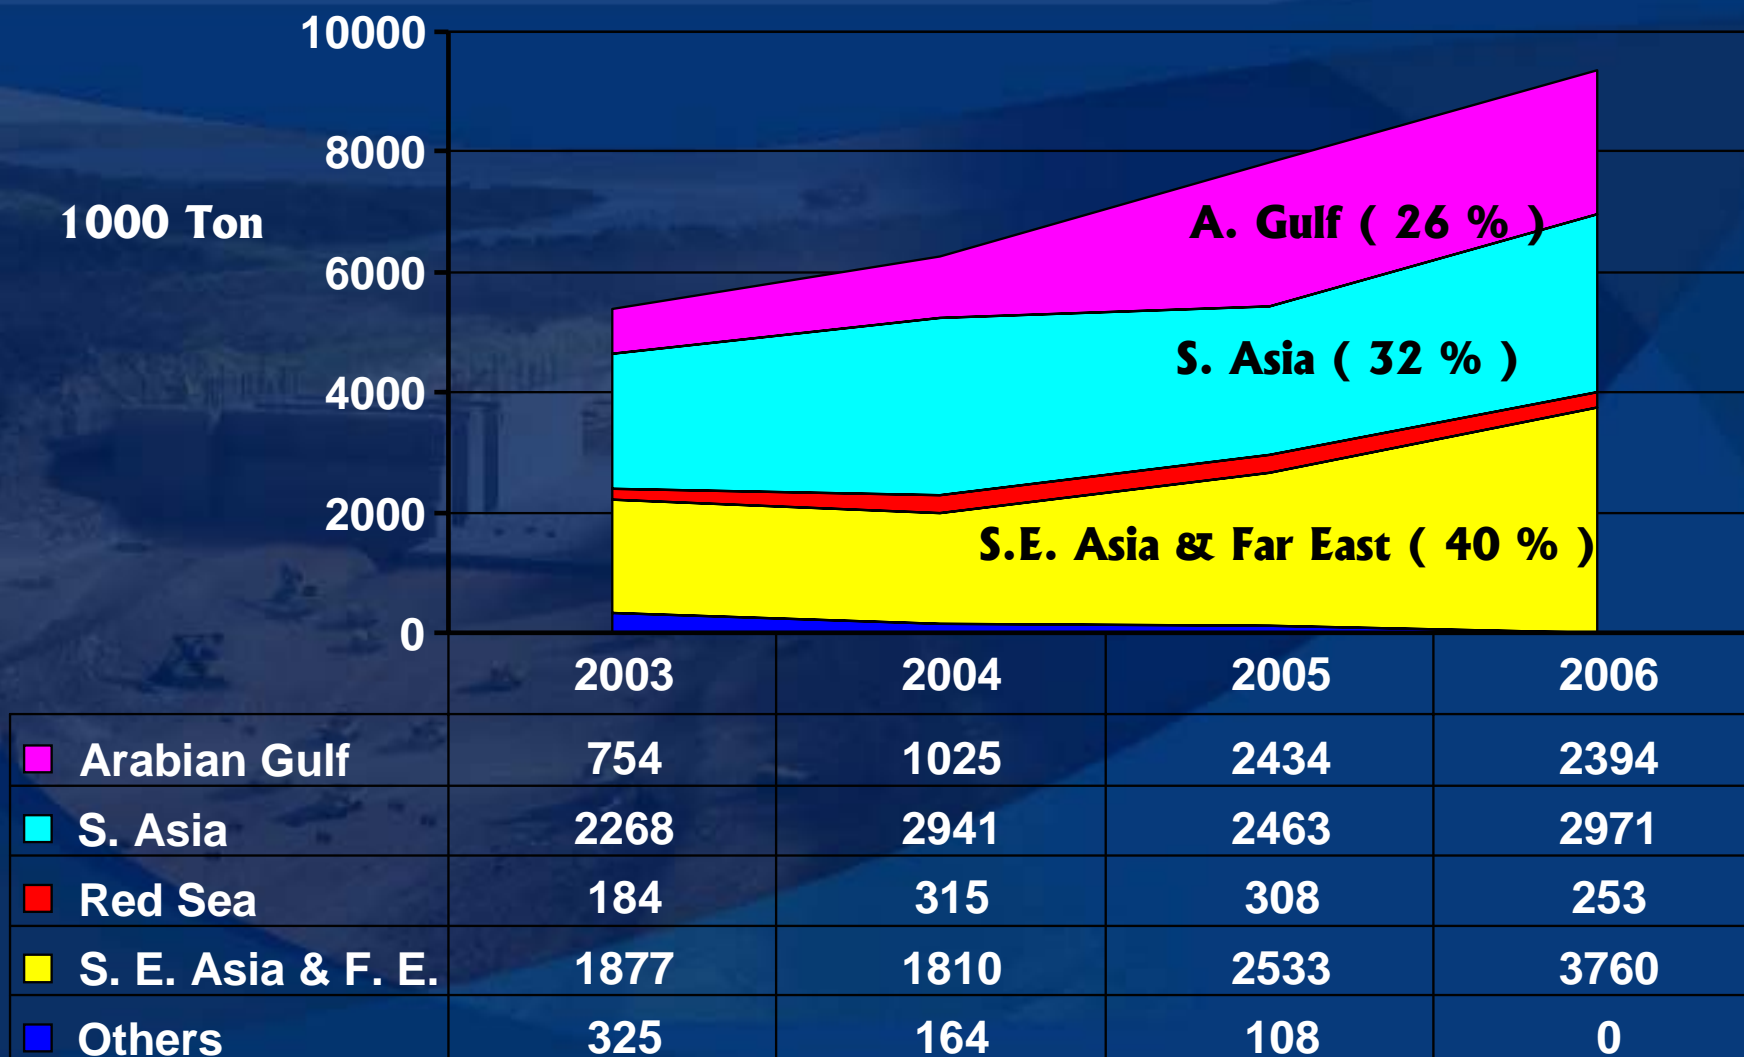 10000
8000
1000 Ton
A. Gulf ( 26 % )
6000
S. Asia ( 32 % )
4000
2000
S.E. Asia & Far East ( 40 % )
0
2003 2004 2005 2006
Arabian Gulf 754 1025 2434 2394
S. Asia 2268 2941 2463 2971
Red Sea 184 315 308 253
S. E. Asia & F. E. 1877 1810 2533 3760
Others 325 164 108 0